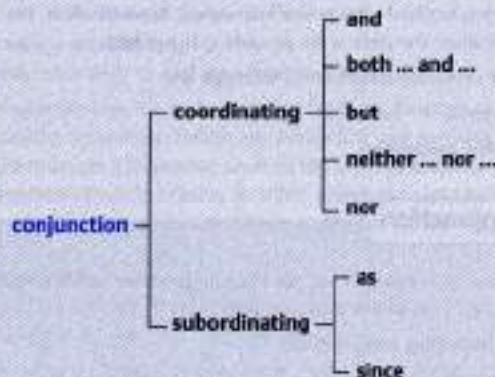 and
both ... and ...
coordinating
but
neither ... nor ...
nor
conjunction
as
subordinating
since